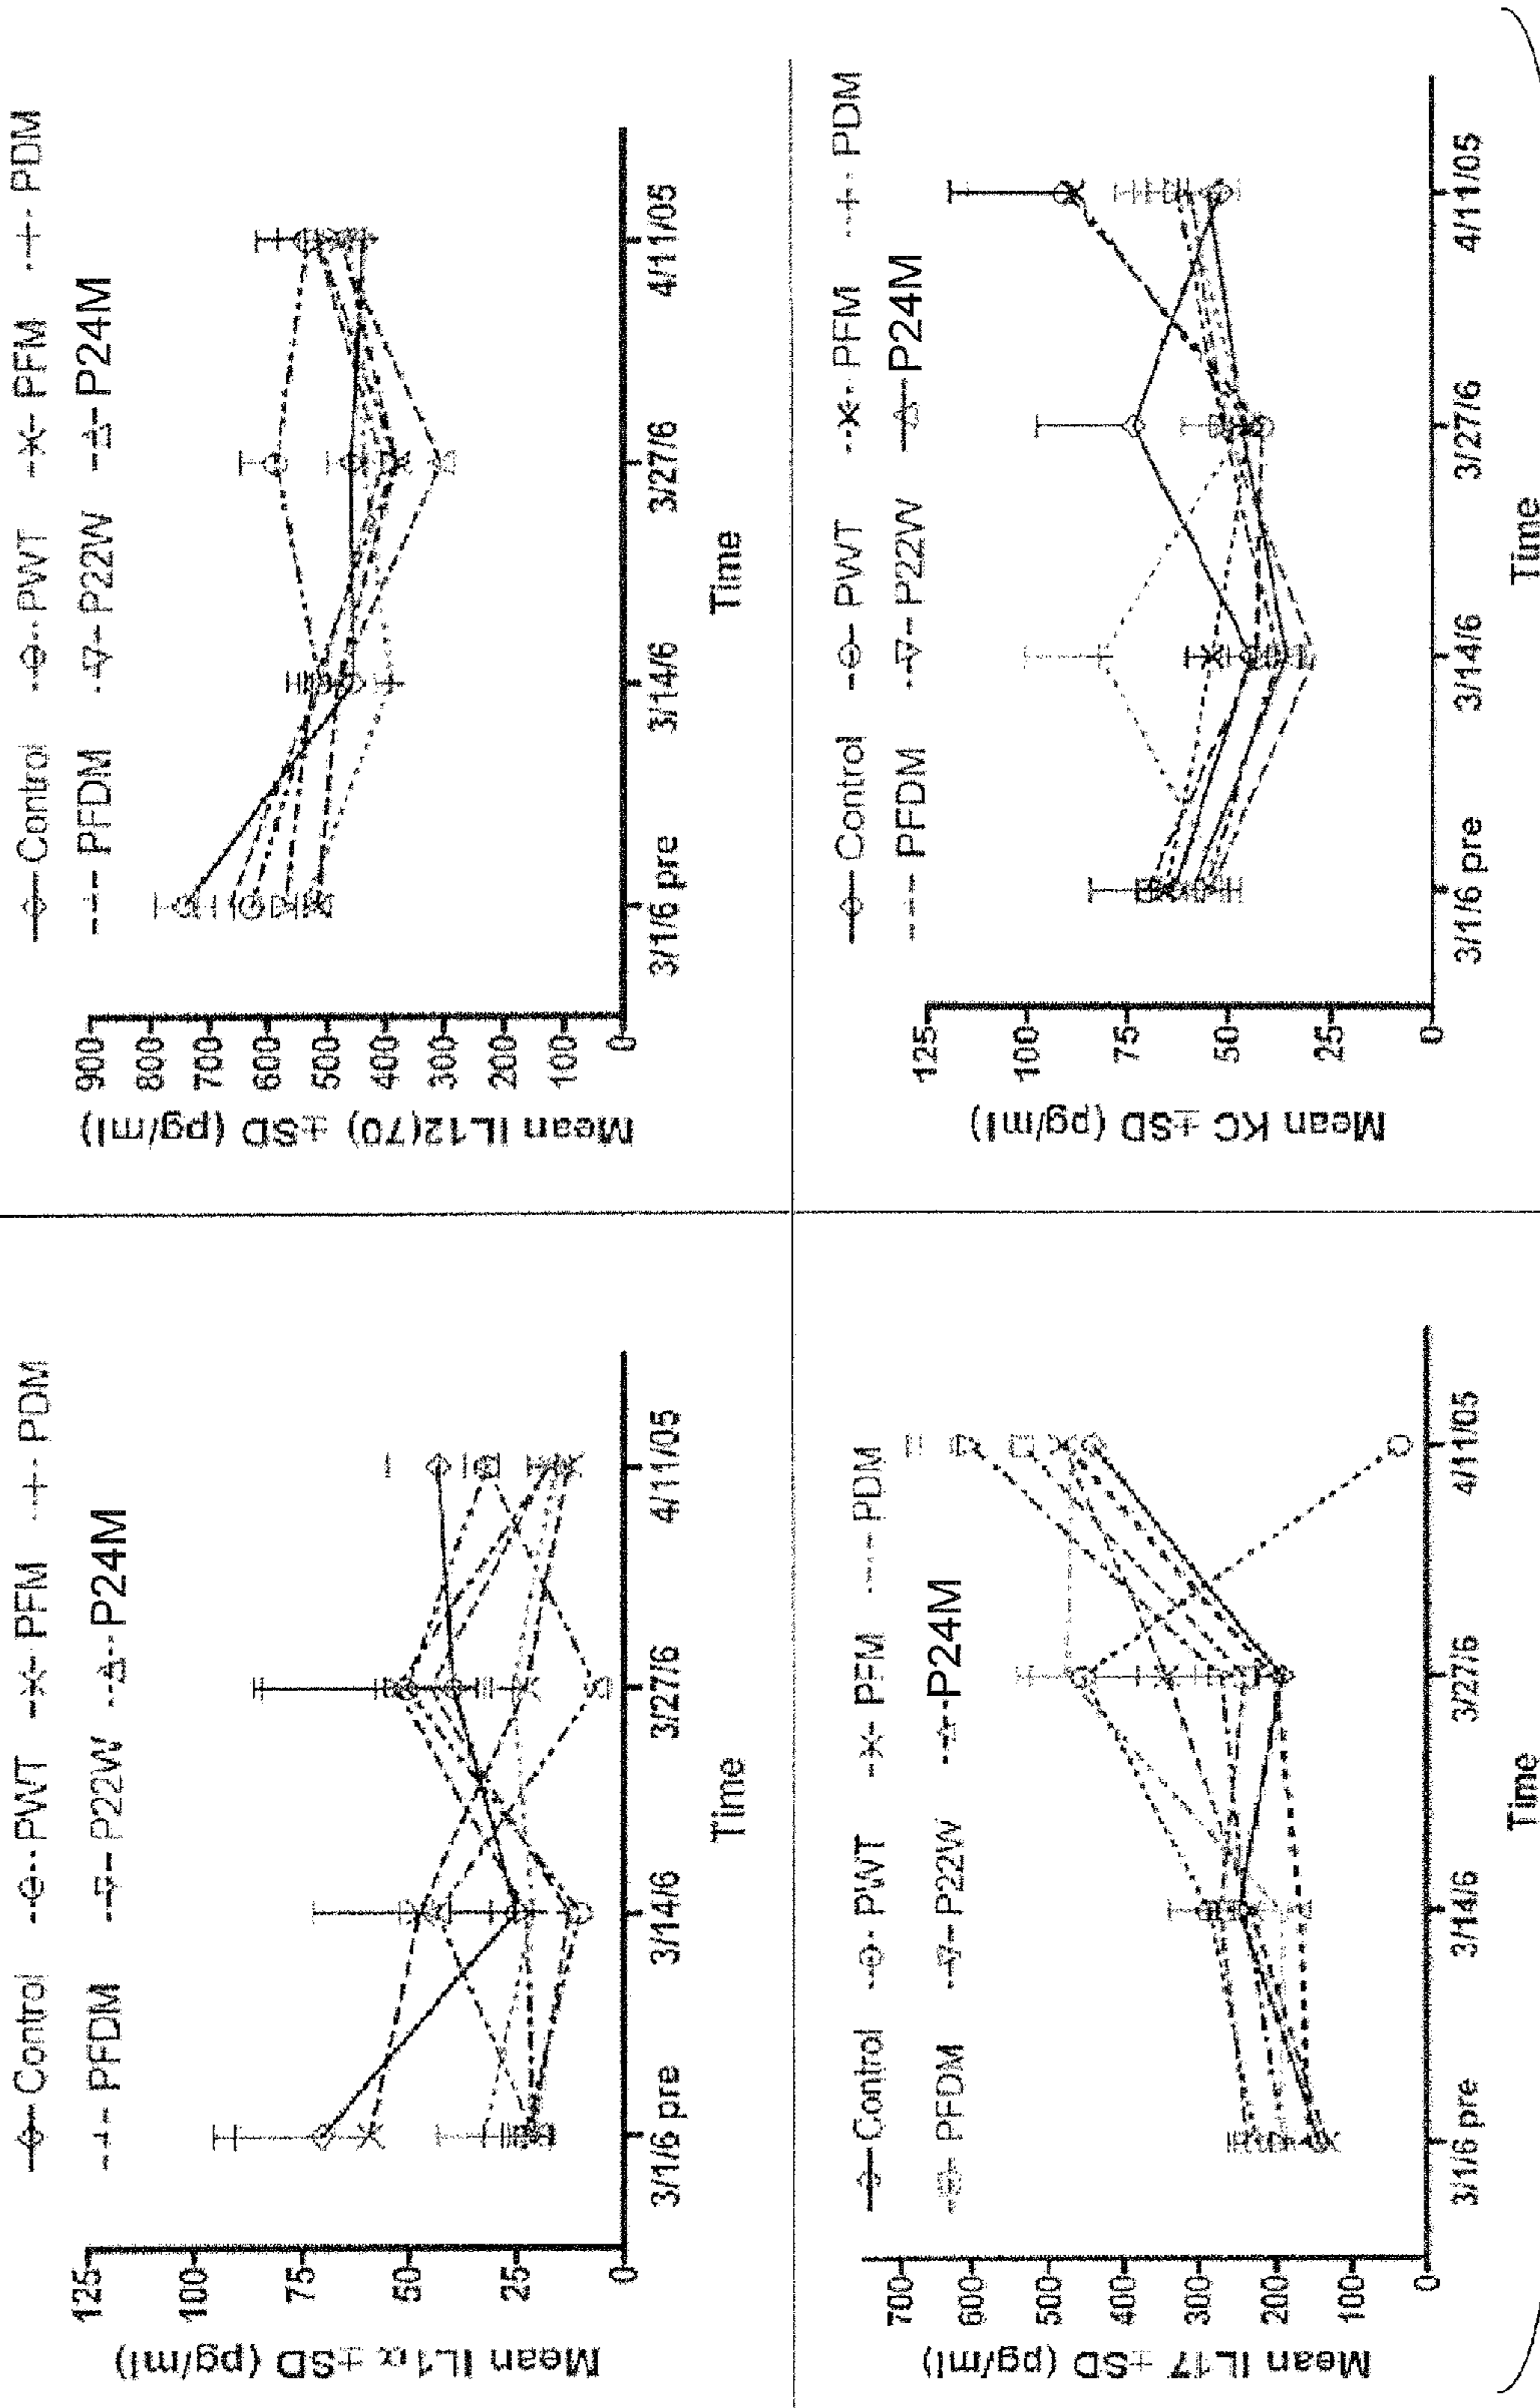 Control PWT PFM PDM
PFDM P22W P24M
Mean IL1α ±SD (pg/ml)
125
100
75
50
25
0
3/1/6 pre 3/14/6 3/27/6 4/11/05
Time
Control PWT PFM PDM
PFDM P22W P24M
Mean IL12(70) ±SD (pg/ml)
900
800
700
600
500
400
300
200
100
0
3/1/6 pre 3/14/6 3/27/6 4/11/05
Time
Control PWT PFM PDM
PFDM P22W P24M
Mean IL17 ±SD (pg/ml)
700
600
500
400
300
200
100
0
3/1/6 pre 3/14/6 3/27/6 4/11/05
Time
Control PWT PFM PDM
PFDM P22W P24M
Mean KC ±SD (pg/ml)
125
100
75
50
25
0
3/1/6 pre 3/14/6 3/27/6 4/11/05
Time